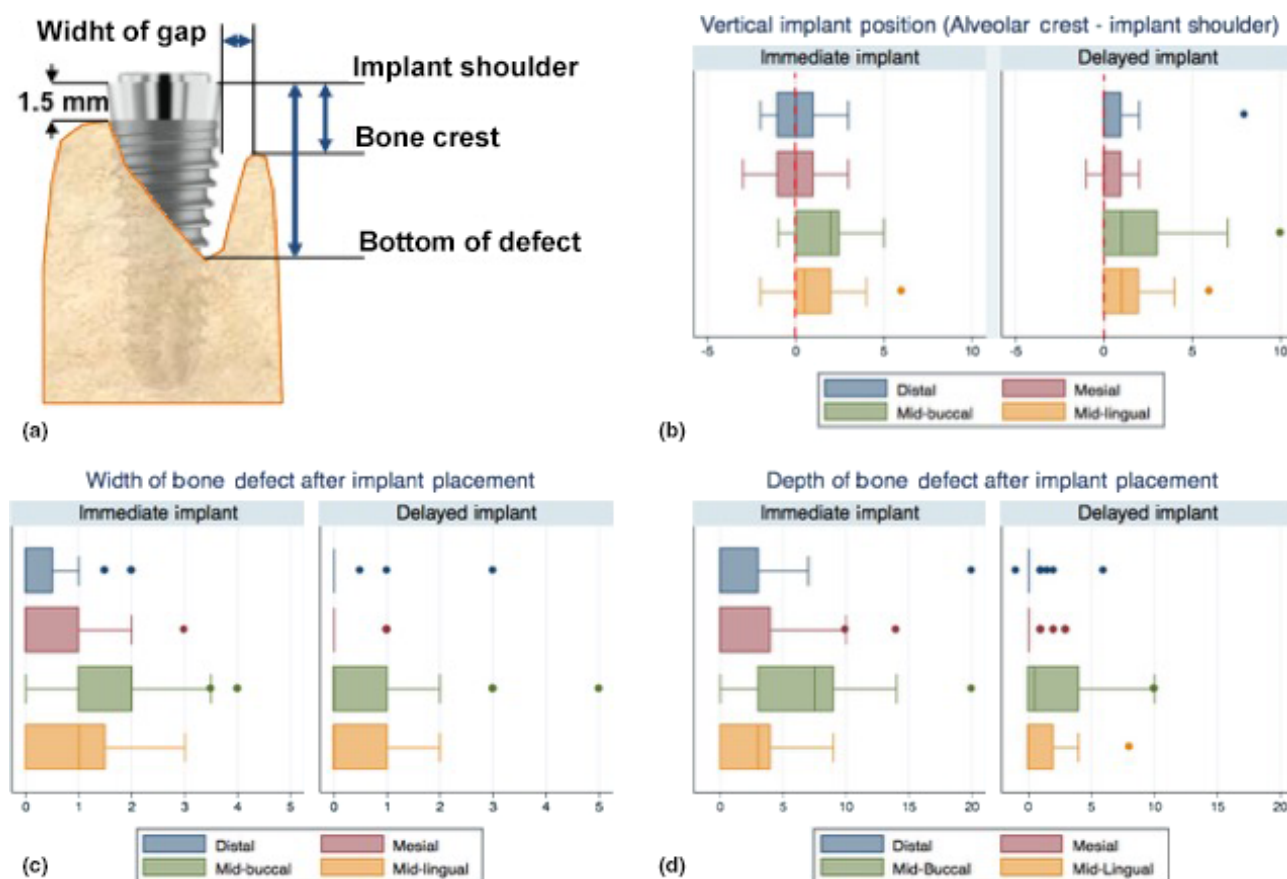 Widht of gap
Implant shoulder
1.5 mm
Bone crest
Bottom of defect
(a)
Vertical implant position (Alveolar crest - implant shoulder)
Immediate implant Delayed implant
-5 0 5 10 -5 0 5 10
Distal Mesial
Mid-buccal Mid-lingual
(b)
Width of bone defect after implant placement
Immediate implant Delayed implant
0 1 2 3 4 5 0 1 2 3 4 5
Distal Mesial
Mid-buccal Mid-lingual
(c)
Depth of bone defect after implant placement
Immediate implant Delayed implant
0 5 10 15 20 0 5 10 15 20
Distal Mesial
Mid-Buccal Mid-Lingual
(d)